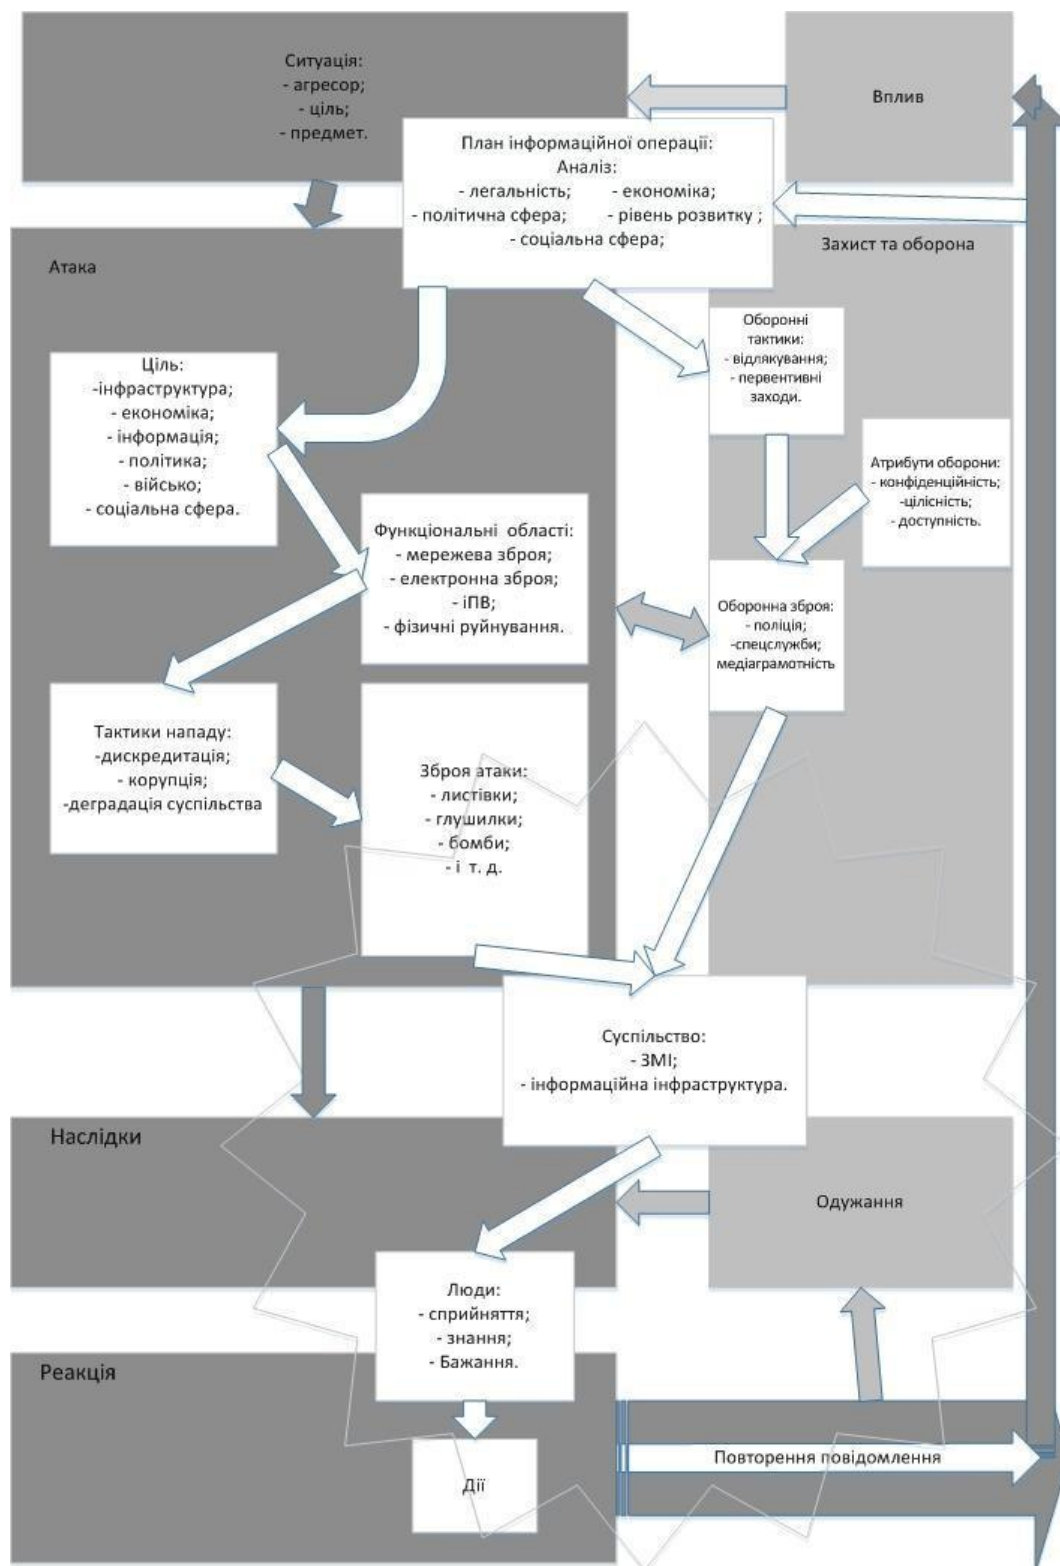 Ситуація:
- агресор;
- ціль;
- предмет.
Вплив
План інформаційної операції:
Аналіз:
- легальність; - економіка;
- політична сфера; - рівень розвитку ;
- соціальна сфера;
Атака
Захист та оборона
Ціль:
-інфраструктура;
- економіка;
- інформація;
- політика;
- військо;
- соціальна сфера.
Оборонні
тактики:
- відлякування;
- первентивні
заходи.
Атрибути оборони:
- конфіденційність;
-цілісність;
- доступність.
Функціональні області:
- мережева зброя;
- електронна зброя;
- іПВ;
- фізичні руйнування.
Оборонна зброя:
- поліція;
-спецслужби;
медіаграмотність
Тактики нападу:
-дискредитація;
- корупція;
-деградація суспільства
Зброя атаки:
- листівки;
- глушилки;
- бомби;
- і т. д.
Суспільство:
- ЗМІ;
- інформаційна інфраструктура.
Наслідки
Одужання
Люди:
- сприйняття;
- знання;
- Бажання.
Реакція
Дії
Повторення повідомлення